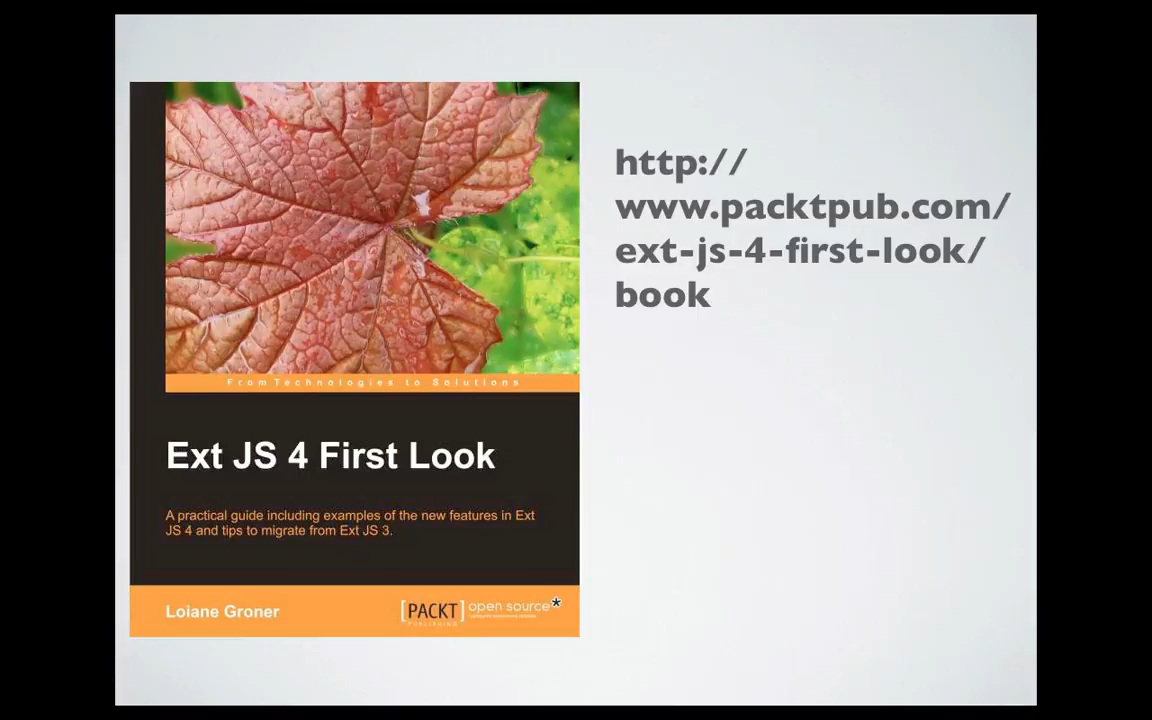 http://
www.packtpub.com/
ext-js-4-first-look/
book
From Technologies to Solutions
Ext JS 4 First Look
A practical guide including examples of the new features in Ext
JS 4 and tips to migrate from Ext JS 3.
Loiane Groner
[PACKT] open source*
PUBLISHING